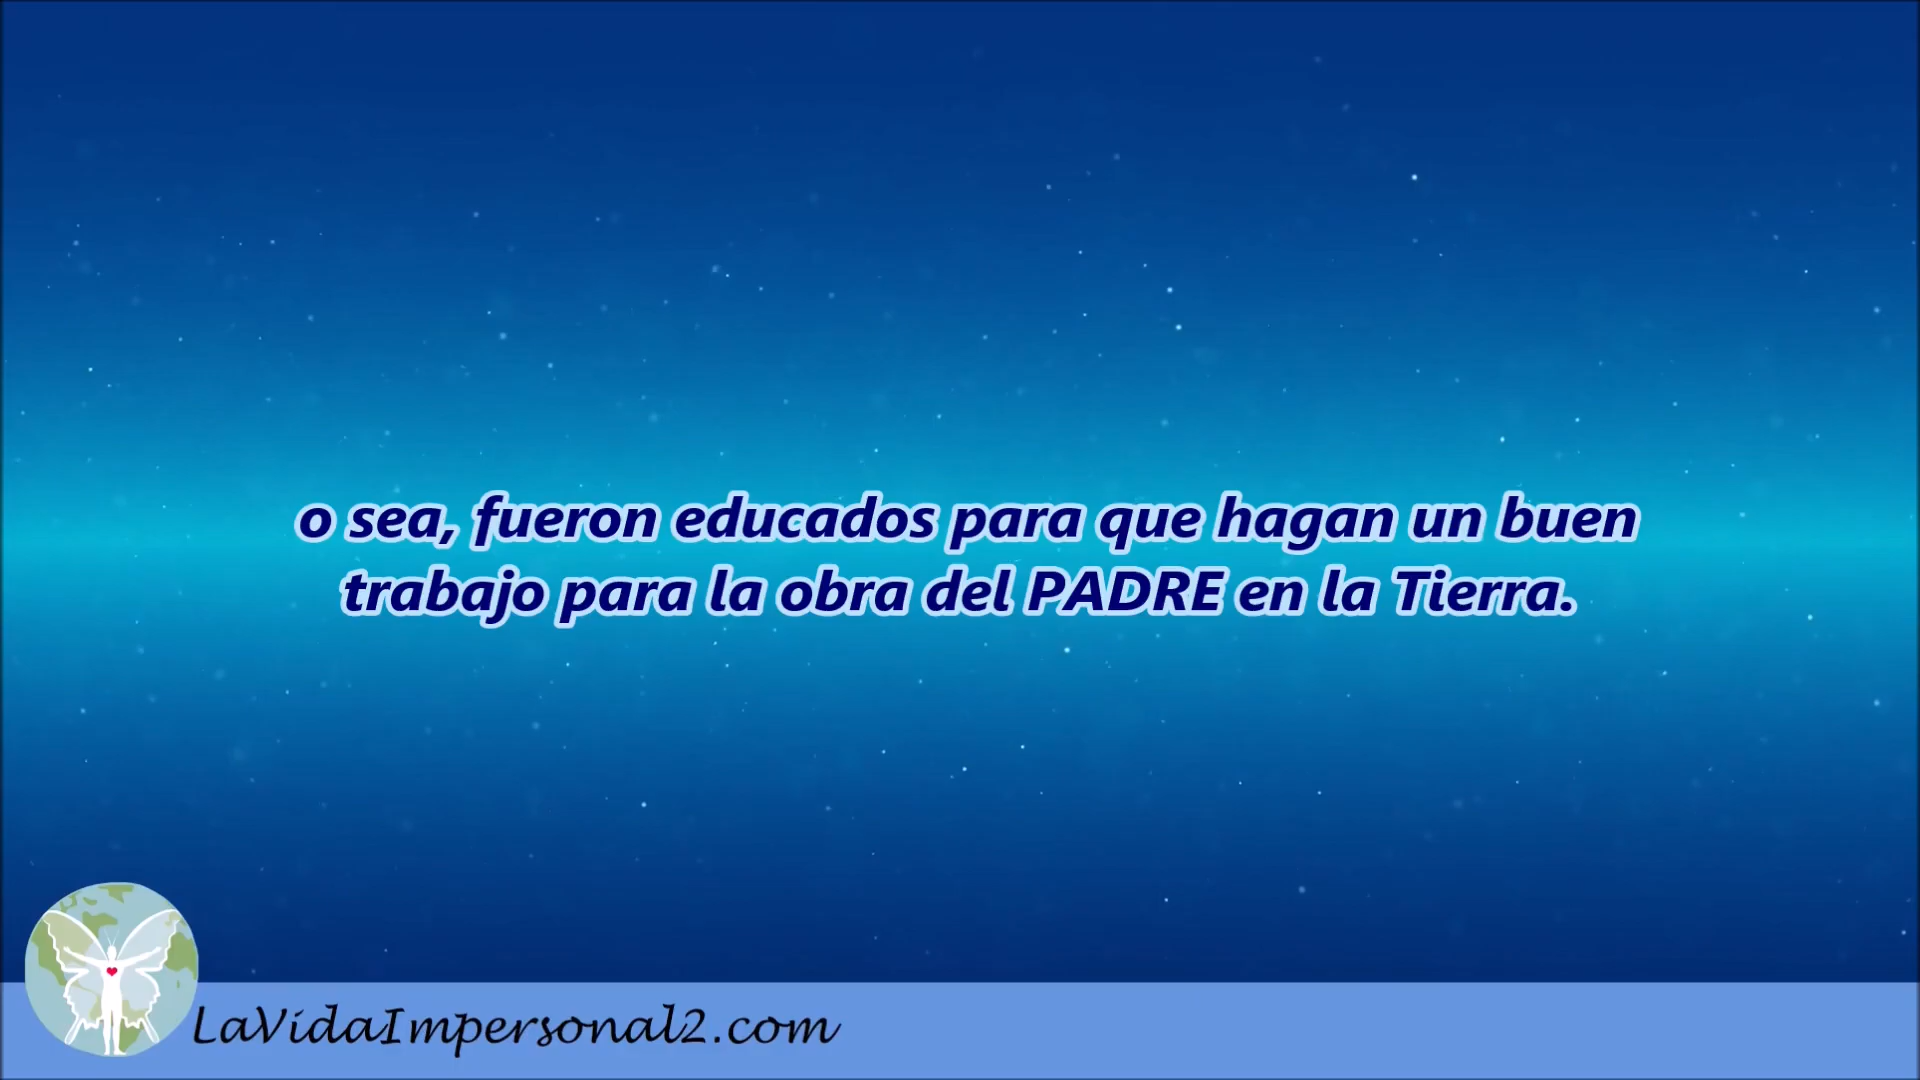 o sea, fueron educados para que hagan un buen
trabajo para la obra del PADRE en la Tierra.
LaVidaImpersonal2.com